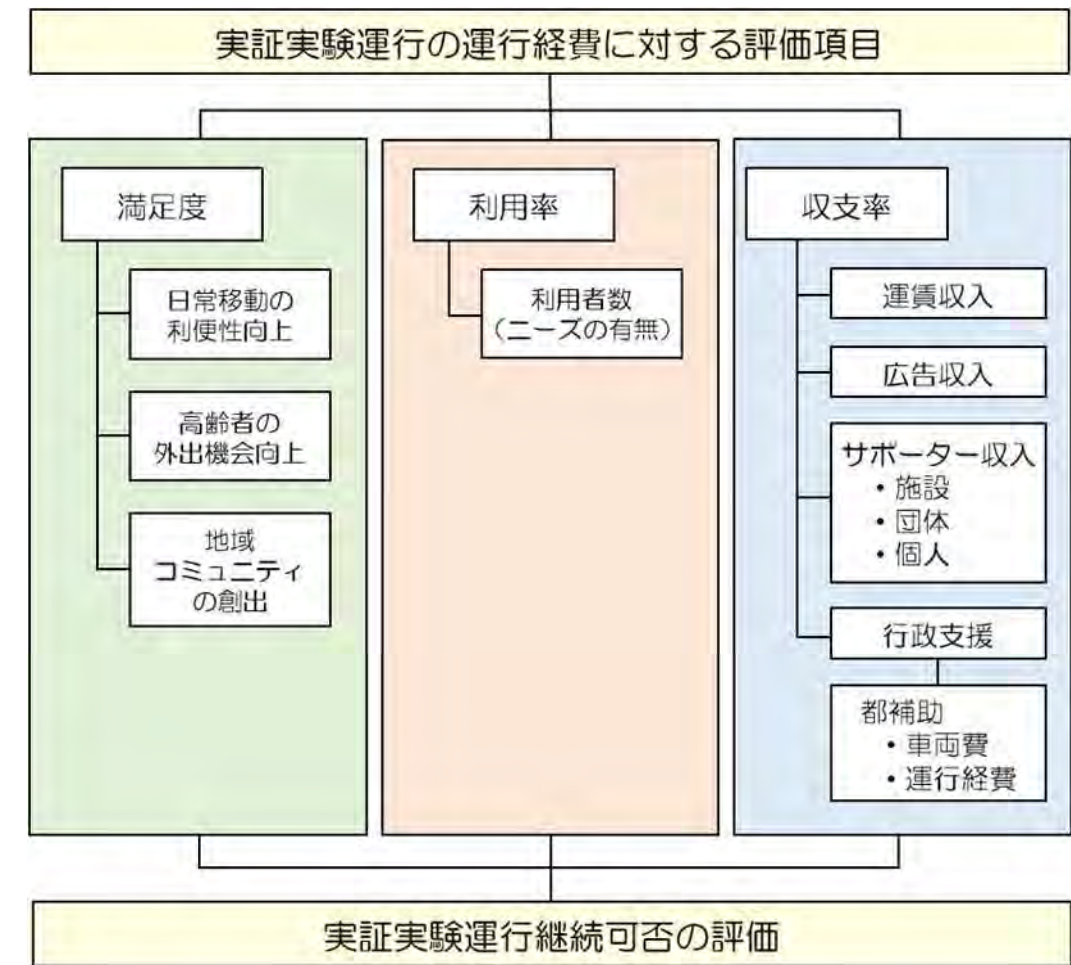 実証実験運行の運行経費に対する評価項目
満足度
日常移動の
利便性向上
高齢者の
外出機会向上
地域
コミュニティ
の創出
利用率
利用者数
（ニーズの有無）
収支率
運賃収入
広告収入
サポーター収入
・施設
・団体
・個人
行政支援
都補助
・車両費
・運行経費
実証実験運行継続可否の評価